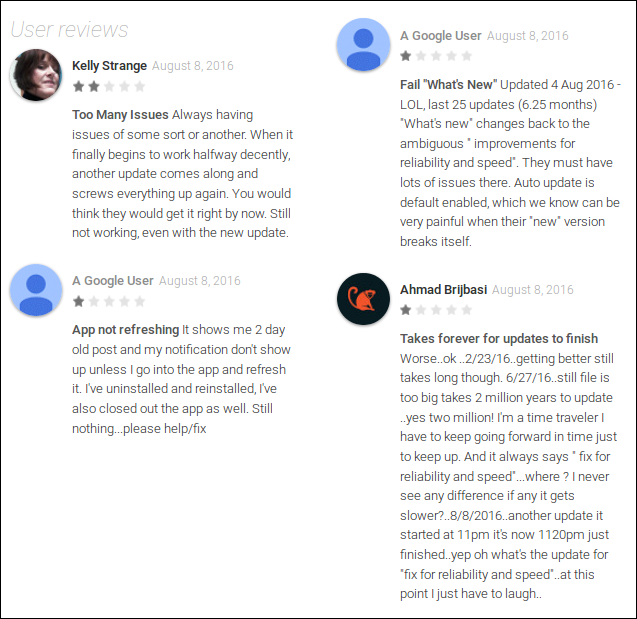 User reviews
Kelly Strange August 8, 2016
Too Many Issues Always having
issues of some sort or another. When it
finally begins to work halfway decently,
another update comes along and
screws everything up again. You would
think they would get it right by now. Still
not working, even with the new update.
A Google User August 8, 2016
App not refreshing It shows me 2 day
old post and my notification don't show
up unless I go into the app and refresh
it. I've uninstalled and reinstalled, I've
also closed out the app as well. Still
nothing...please help/fix
A Google User August 8, 2016
Fail "What's New" Updated 4 Aug 2016 -
LOL, last 25 updates (6.25 months)
"What's new" changes back to the
ambiguous " improvements for
reliability and speed". They must have
lots of issues there. Auto update is
default enabled, which we know can be
very painful when their "new" version
breaks itself.
Ahmad Brijbasi August 8, 2016
Takes forever for updates to finish
Worse..ok ..2/23/16..getting better still
takes long though. 6/27/16..still file is
too big takes 2 million years to update
..yes two million! I'm a time traveler I
have to keep going forward in time just
to keep up. And it always says " fix for
reliability and speed"...where ? I never
see any difference if any it gets
slower?..8/8/2016..another update it
started at 11pm it's now 1120pm just
finished..yep oh what's the update for
"fix for reliability and speed"..at this
point I just have to laugh..